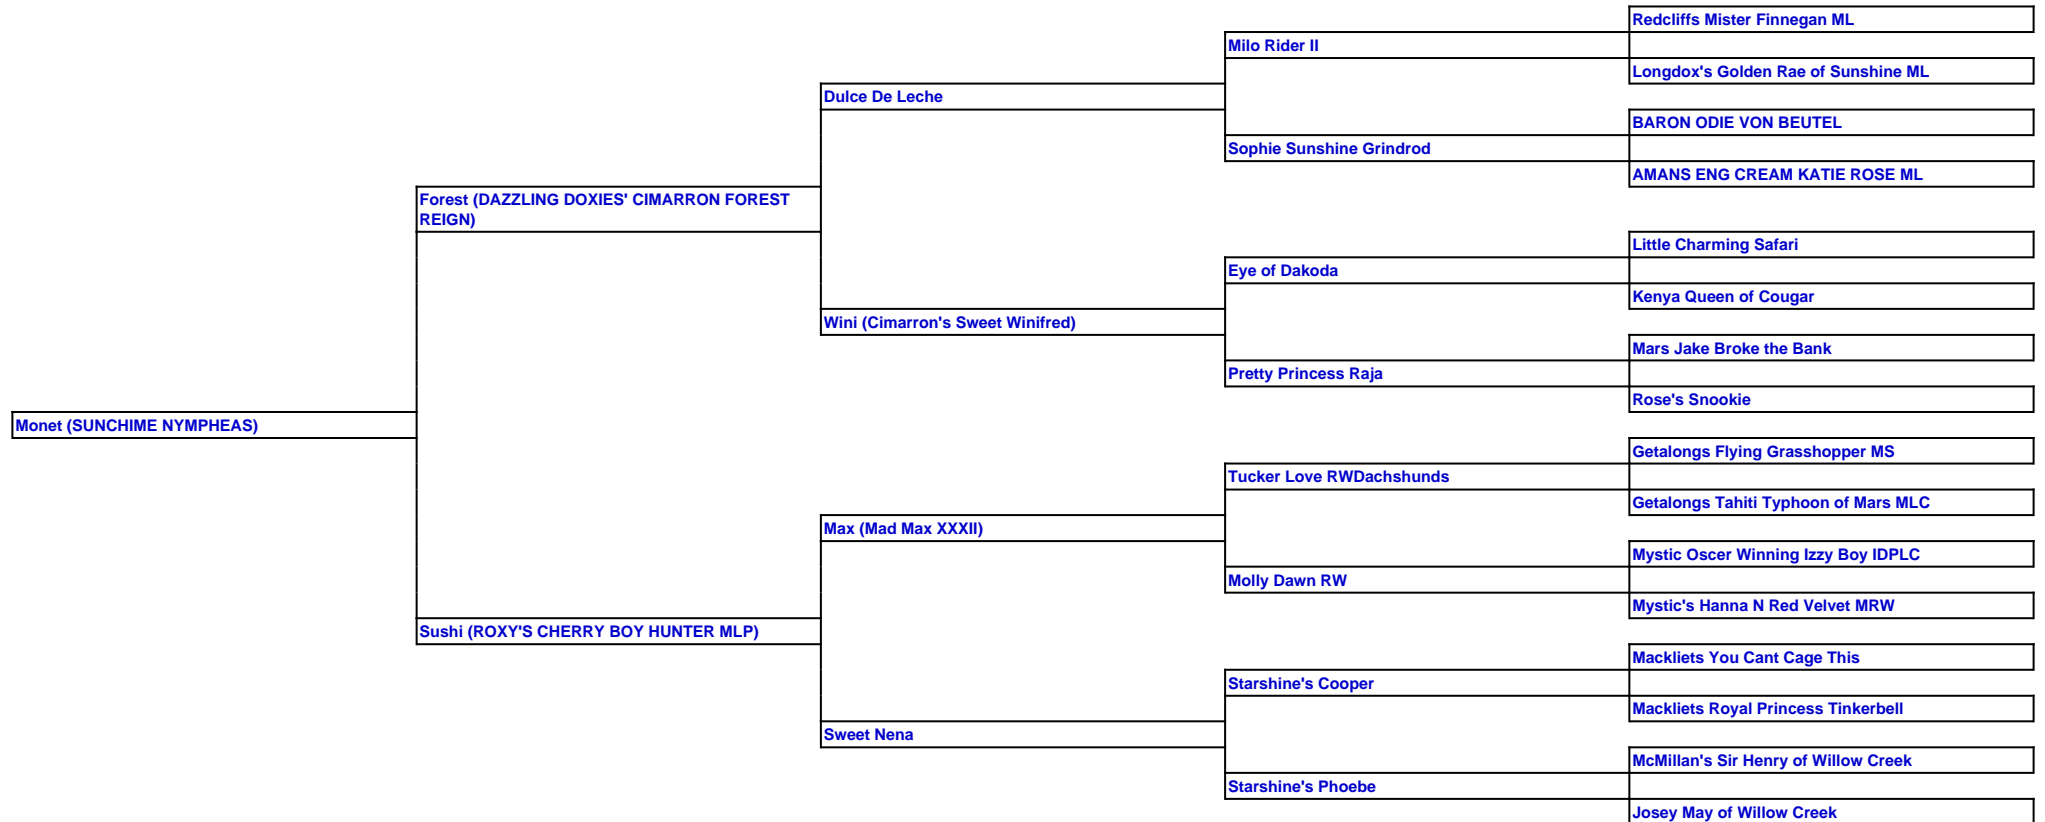 Redcliffs Mister Finnegan ML
Milo Rider II
Longdox's Golden Rae of Sunshine ML
Dulce De Leche
BARON ODIE VON BEUTEL
Sophie Sunshine Grindrod
AMANS ENG CREAM KATIE ROSE ML
Forest (DAZZLING DOXIES' CIMARRON FOREST
REIGN)
Little Charming Safari
Eye of Dakoda
Kenya Queen of Cougar
Wini (Cimarron's Sweet Winifred)
Mars Jake Broke the Bank
Pretty Princess Raja
Rose's Snookie
Monet (SUNCHIME NYMPHEAS)
Getalongs Flying Grasshopper MS
Tucker Love RWDachshunds
Getalongs Tahiti Typhoon of Mars MLC
Max (Mad Max XXXII)
Mystic Oscer Winning Izzy Boy IDPLC
Molly Dawn RW
Mystic's Hanna N Red Velvet MRW
Sushi (ROXY'S CHERRY BOY HUNTER MLP)
Mackliets You Cant Cage This
Starshine's Cooper
Mackliets Royal Princess Tinkerbell
Sweet Nena
McMillan's Sir Henry of Willow Creek
Starshine's Phoebe
Josey May of Willow Creek